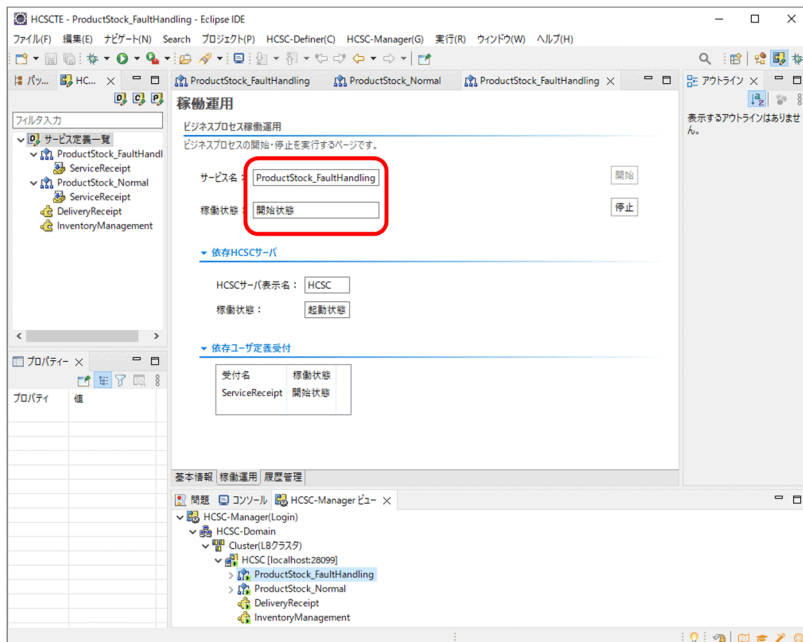 HCSCTE - ProductStock_FaultHandling - Eclipse IDE
ファイル(F) 編集(E) ナビゲート(N) Search プロジェクト(P) HCSC-Definer(C) HCSC-Manager(G) 実行(R) ウィンドウ(W) ヘルプ(H)
パッ... HC...
フィルタ入力
サービス定義一覧
ProductStock_FaultHandl
ServiceReceipt
ProductStock_Normal
ServiceReceipt
DeliveryReceipt
InventoryManagement
プロパティー
プロパティ 値
ProductStock_FaultHandling ProductStock_Normal ProductStock_FaultHandling
稼働運用
ビジネスプロセス稼働運用
ビジネスプロセスの開始・停止を実行するページです。
サービス名： ProductStock_FaultHandling 開始
稼働状態： 開始状態 停止
依存HCSCサーバ
HCSCサーバ表示名： HCSC
稼働状態： 起動状態
依存ユーザ定義受付
受付名 稼働状態
ServiceReceipt 開始状態
基本情報 稼働運用 履歴管理
問題 コンソール HCSC-Manager ビュー
HCSC-Manager(Login)
HCSC-Domain
Cluster(LBクラスタ)
HCSC [localhost:28099]
ProductStock_FaultHandling
ProductStock_Normal
DeliveryReceipt
InventoryManagement
アウトライン
表示するアウトラインはありませ
ん。